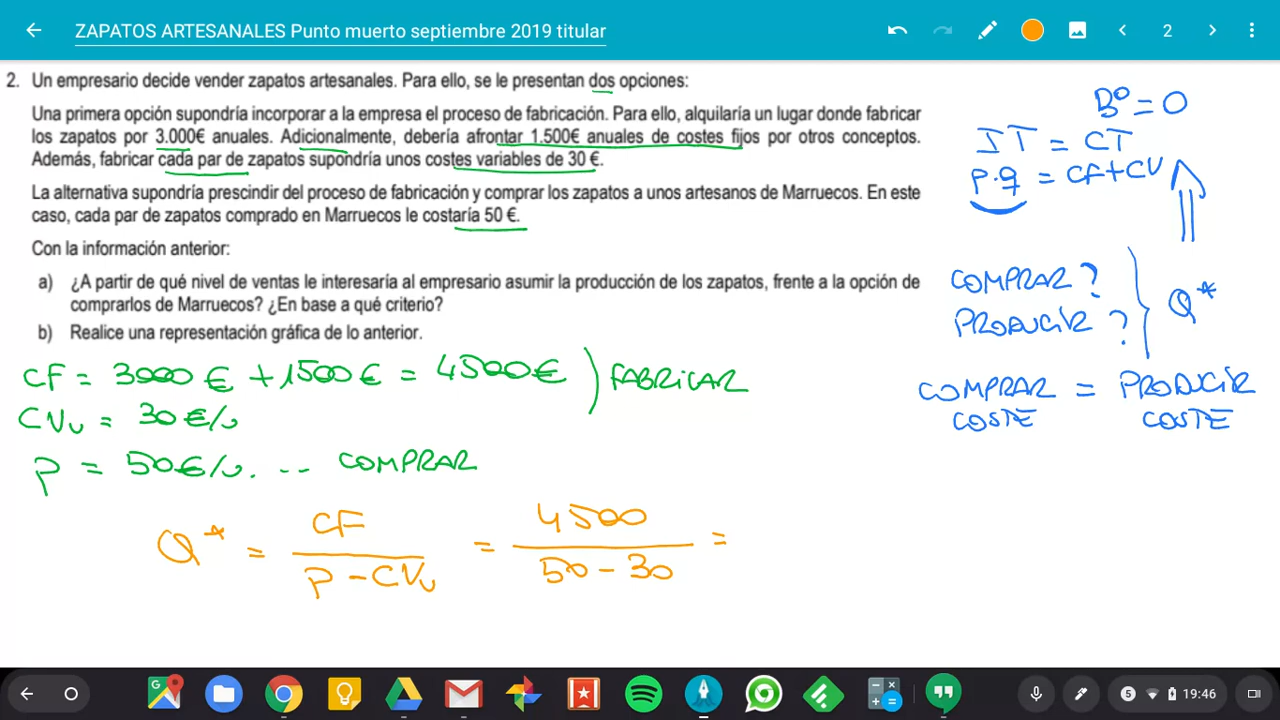 ZAPATOS ARTESANALES Punto muerto septiembre 2019 titular
2
2. Un empresario decide vender zapatos artesanales. Para ello, se le presentan dos opciones:
Una primera opción supondría incorporar a la empresa el proceso de fabricación. Para ello, alquilaría un lugar donde fabricar
los zapatos por 3.000€ anuales. Adicionalmente, debería afrontar 1.500€ anuales de costes fijos por otros conceptos.
Además, fabricar cada par de zapatos supondría unos costes variables de 30 €.
La alternativa supondría prescindir del proceso de fabricación y comprar los zapatos a unos artesanos de Marruecos. En este
caso, cada par de zapatos comprado en Marruecos le costaría 50 €.
Con la información anterior:
a) ¿A partir de qué nivel de ventas le interesaría al empresario asumir la producción de los zapatos, frente a la opción de
comprarlos de Marruecos? ¿En base a qué criterio?
b) Realice una representación gráfica de lo anterior.
CF = 3000 € + 1500 € = 4500 € ) FABRICAR
CVu = 30 €/u
P = 50 €/u. -- COMPRAR
Q* = CF / P - CVu = 4500 / 50 - 30 =
Bº = 0
IT = CT
P·q = CF + CV
COMPRAR?
PRODUCIR? } Q*
COMPRAR = PRODUCIR
COSTE COSTE
5 19:46